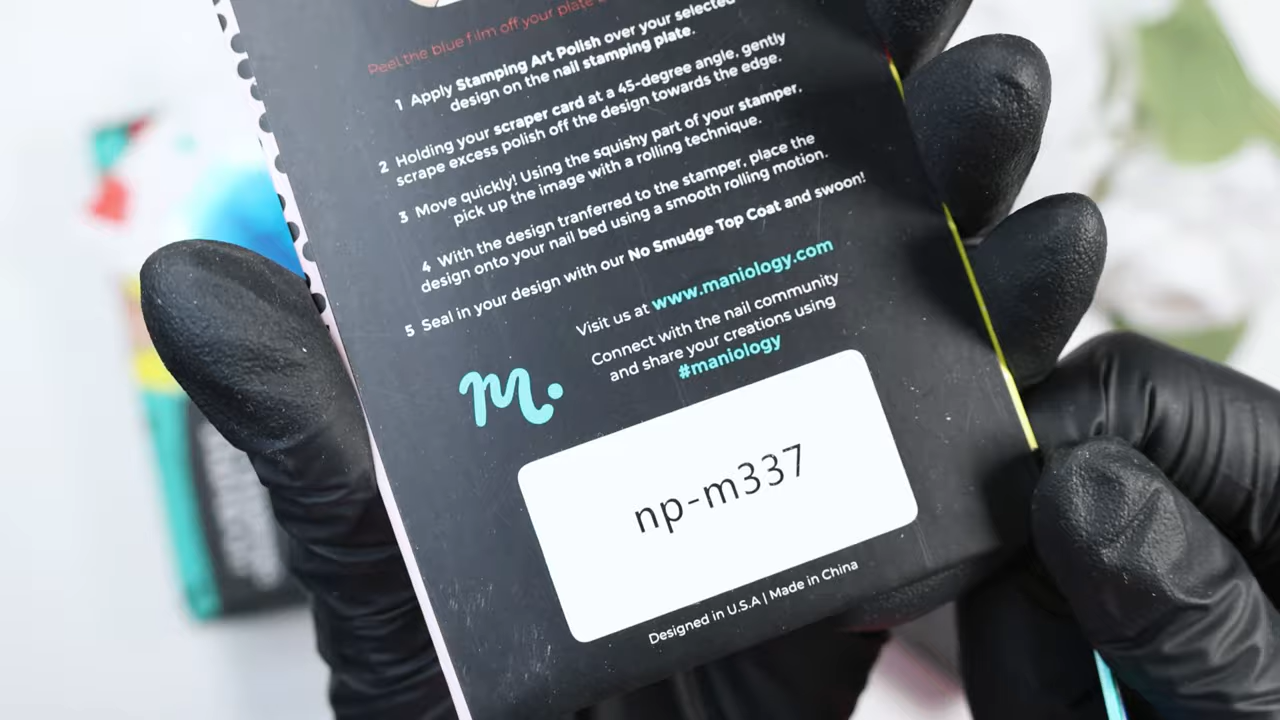 Peel the blue film off your plate
1 Apply Stamping Art Polish over your selected
design on the nail stamping plate.
2 Holding your scraper card at a 45-degree angle, gently
scrape excess polish off the design towards the edge.
3 Move quickly! Using the squishy part of your stamper,
pick up the image with a rolling technique.
4 With the design tranferred to the stamper, place the
design onto your nail bed using a smooth rolling motion.
5 Seal in your design with our No Smudge Top Coat and swoon!
Visit us at www.maniology.com
Connect with the nail community
and share your creations using
#maniology
m.
np-m337
Designed in U.S.A | Made in China